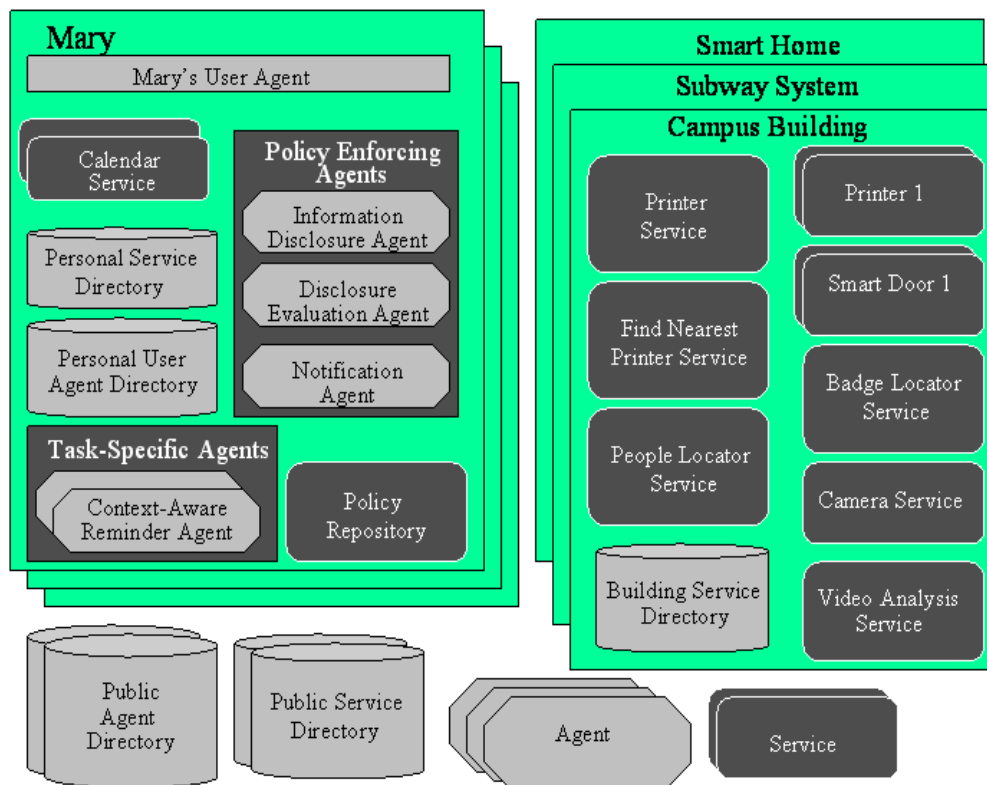 Mary
Mary's User Agent
Calendar
Service
Policy Enforcing
Agents
Information
Disclosure Agent
Disclosure
Evaluation Agent
Notification
Agent
Personal Service
Directory
Personal User
Agent Directory
Task-Specific Agents
Context-Aware
Reminder Agent
Policy
Repository
Smart Home
Subway System
Campus Building
Printer
Service
Printer 1
Smart Door 1
Find Nearest
Printer Service
Badge Locator
Service
People Locator
Service
Camera Service
Building Service
Directory
Video Analysis
Service
Public
Agent
Directory
Public Service
Directory
Agent
Service